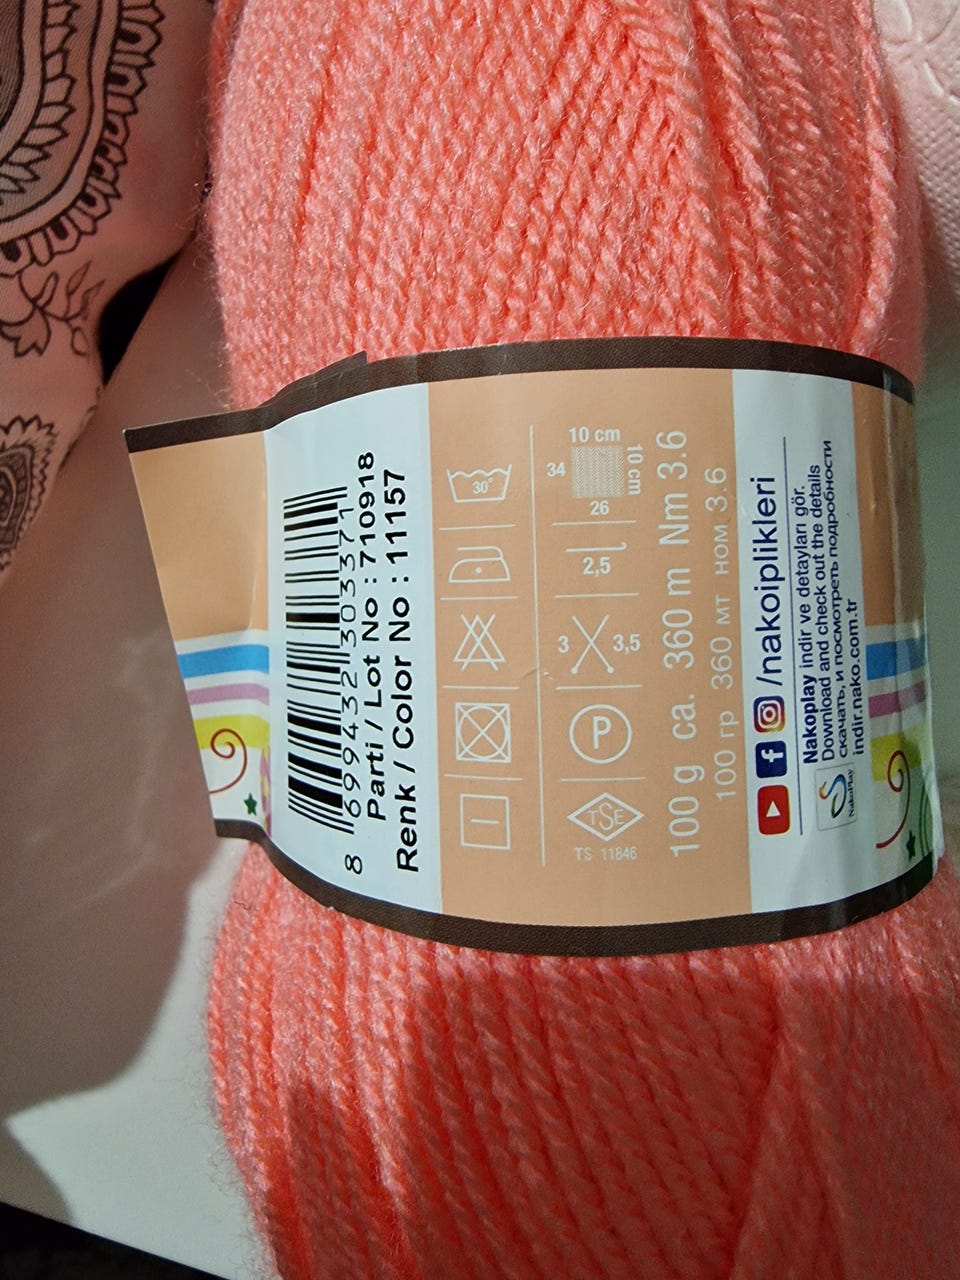 8 699432 303371
Parti / Lot No : 710918
Renk / Color No : 11157
30°
10 cm
34
10 cm
26
2,5
3
3,5
P
TSE
TS 11846
100 g ca. 360 m Nm 3.6
100 гр 360 мт ном 3.6
/nakoiplikleri
Nakoplay indir ve detayları gör.
Download and check out the details
скачать, и посмотреть подробности
indir.nako.com.tr
NakoPlay